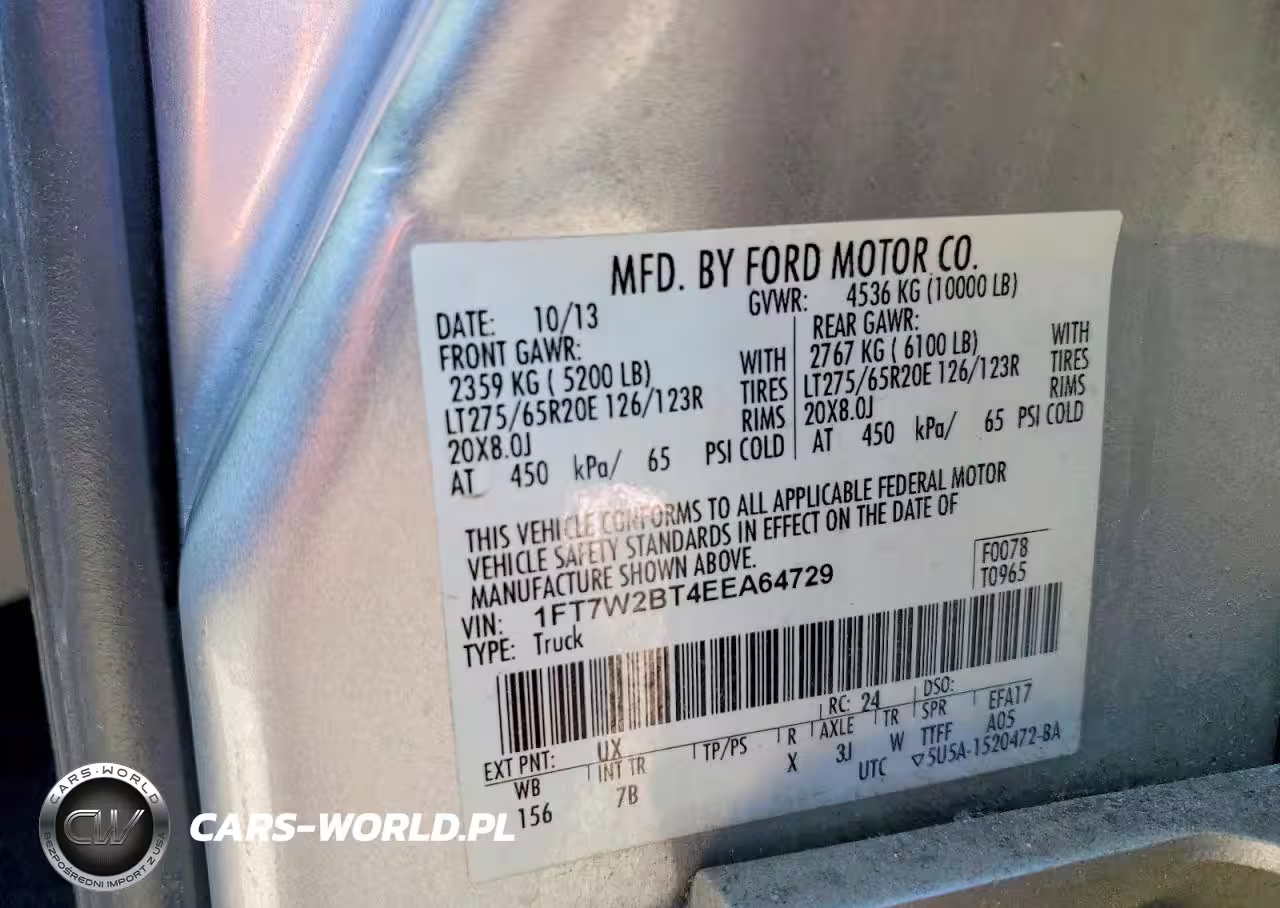 MFD. BY FORD MOTOR CO.
DATE: 10/13 GVWR: 4536 KG (10000 LB)
FRONT GAWR:
2359 KG ( 5200 LB) WITH
LT275/65R20E 126/123R TIRES
20X8.0J RIMS
AT 450 kPa/ 65 PSI COLD
REAR GAWR:
2767 KG ( 6100 LB) WITH
LT275/65R20E 126/123R TIRES
20X8.0J RIMS
AT 450 kPa/ 65 PSI COLD
THIS VEHICLE CONFORMS TO ALL APPLICABLE FEDERAL MOTOR
VEHICLE SAFETY STANDARDS IN EFFECT ON THE DATE OF
MANUFACTURE SHOWN ABOVE.
VIN: 1FT7W2BT4EEA64729
TYPE: Truck
F0078
T0965
EXT PNT: UX RC: 24 DSO:
WB INT TR TP/PS R AXLE TR SPR EFA17
156 7B X 3J W TTFF A05
UTC ▽5U5A-1520472-BA
CARS-WORLD
CW
BEZPOŚREDNI IMPORT Z USA
CARS-WORLD.PL